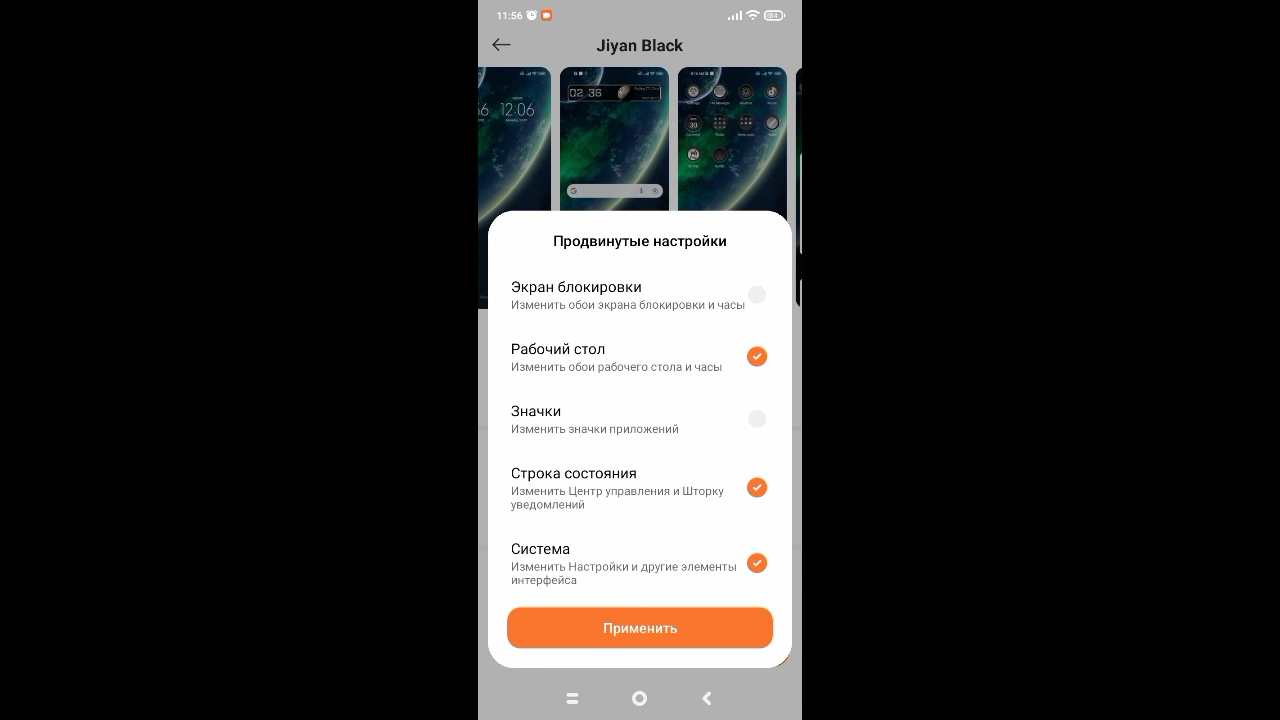 11:56
84
Jiyan Black
12:06
02 36
Продвинутые настройки
Экран блокировки
Изменить обои экрана блокировки и часы
Рабочий стол
Изменить обои рабочего стола и часы
Значки
Изменить значки приложений
Строка состояния
Изменить Центр управления и Шторку
уведомлений
Система
Изменить Настройки и другие элементы
интерфейса
Применить